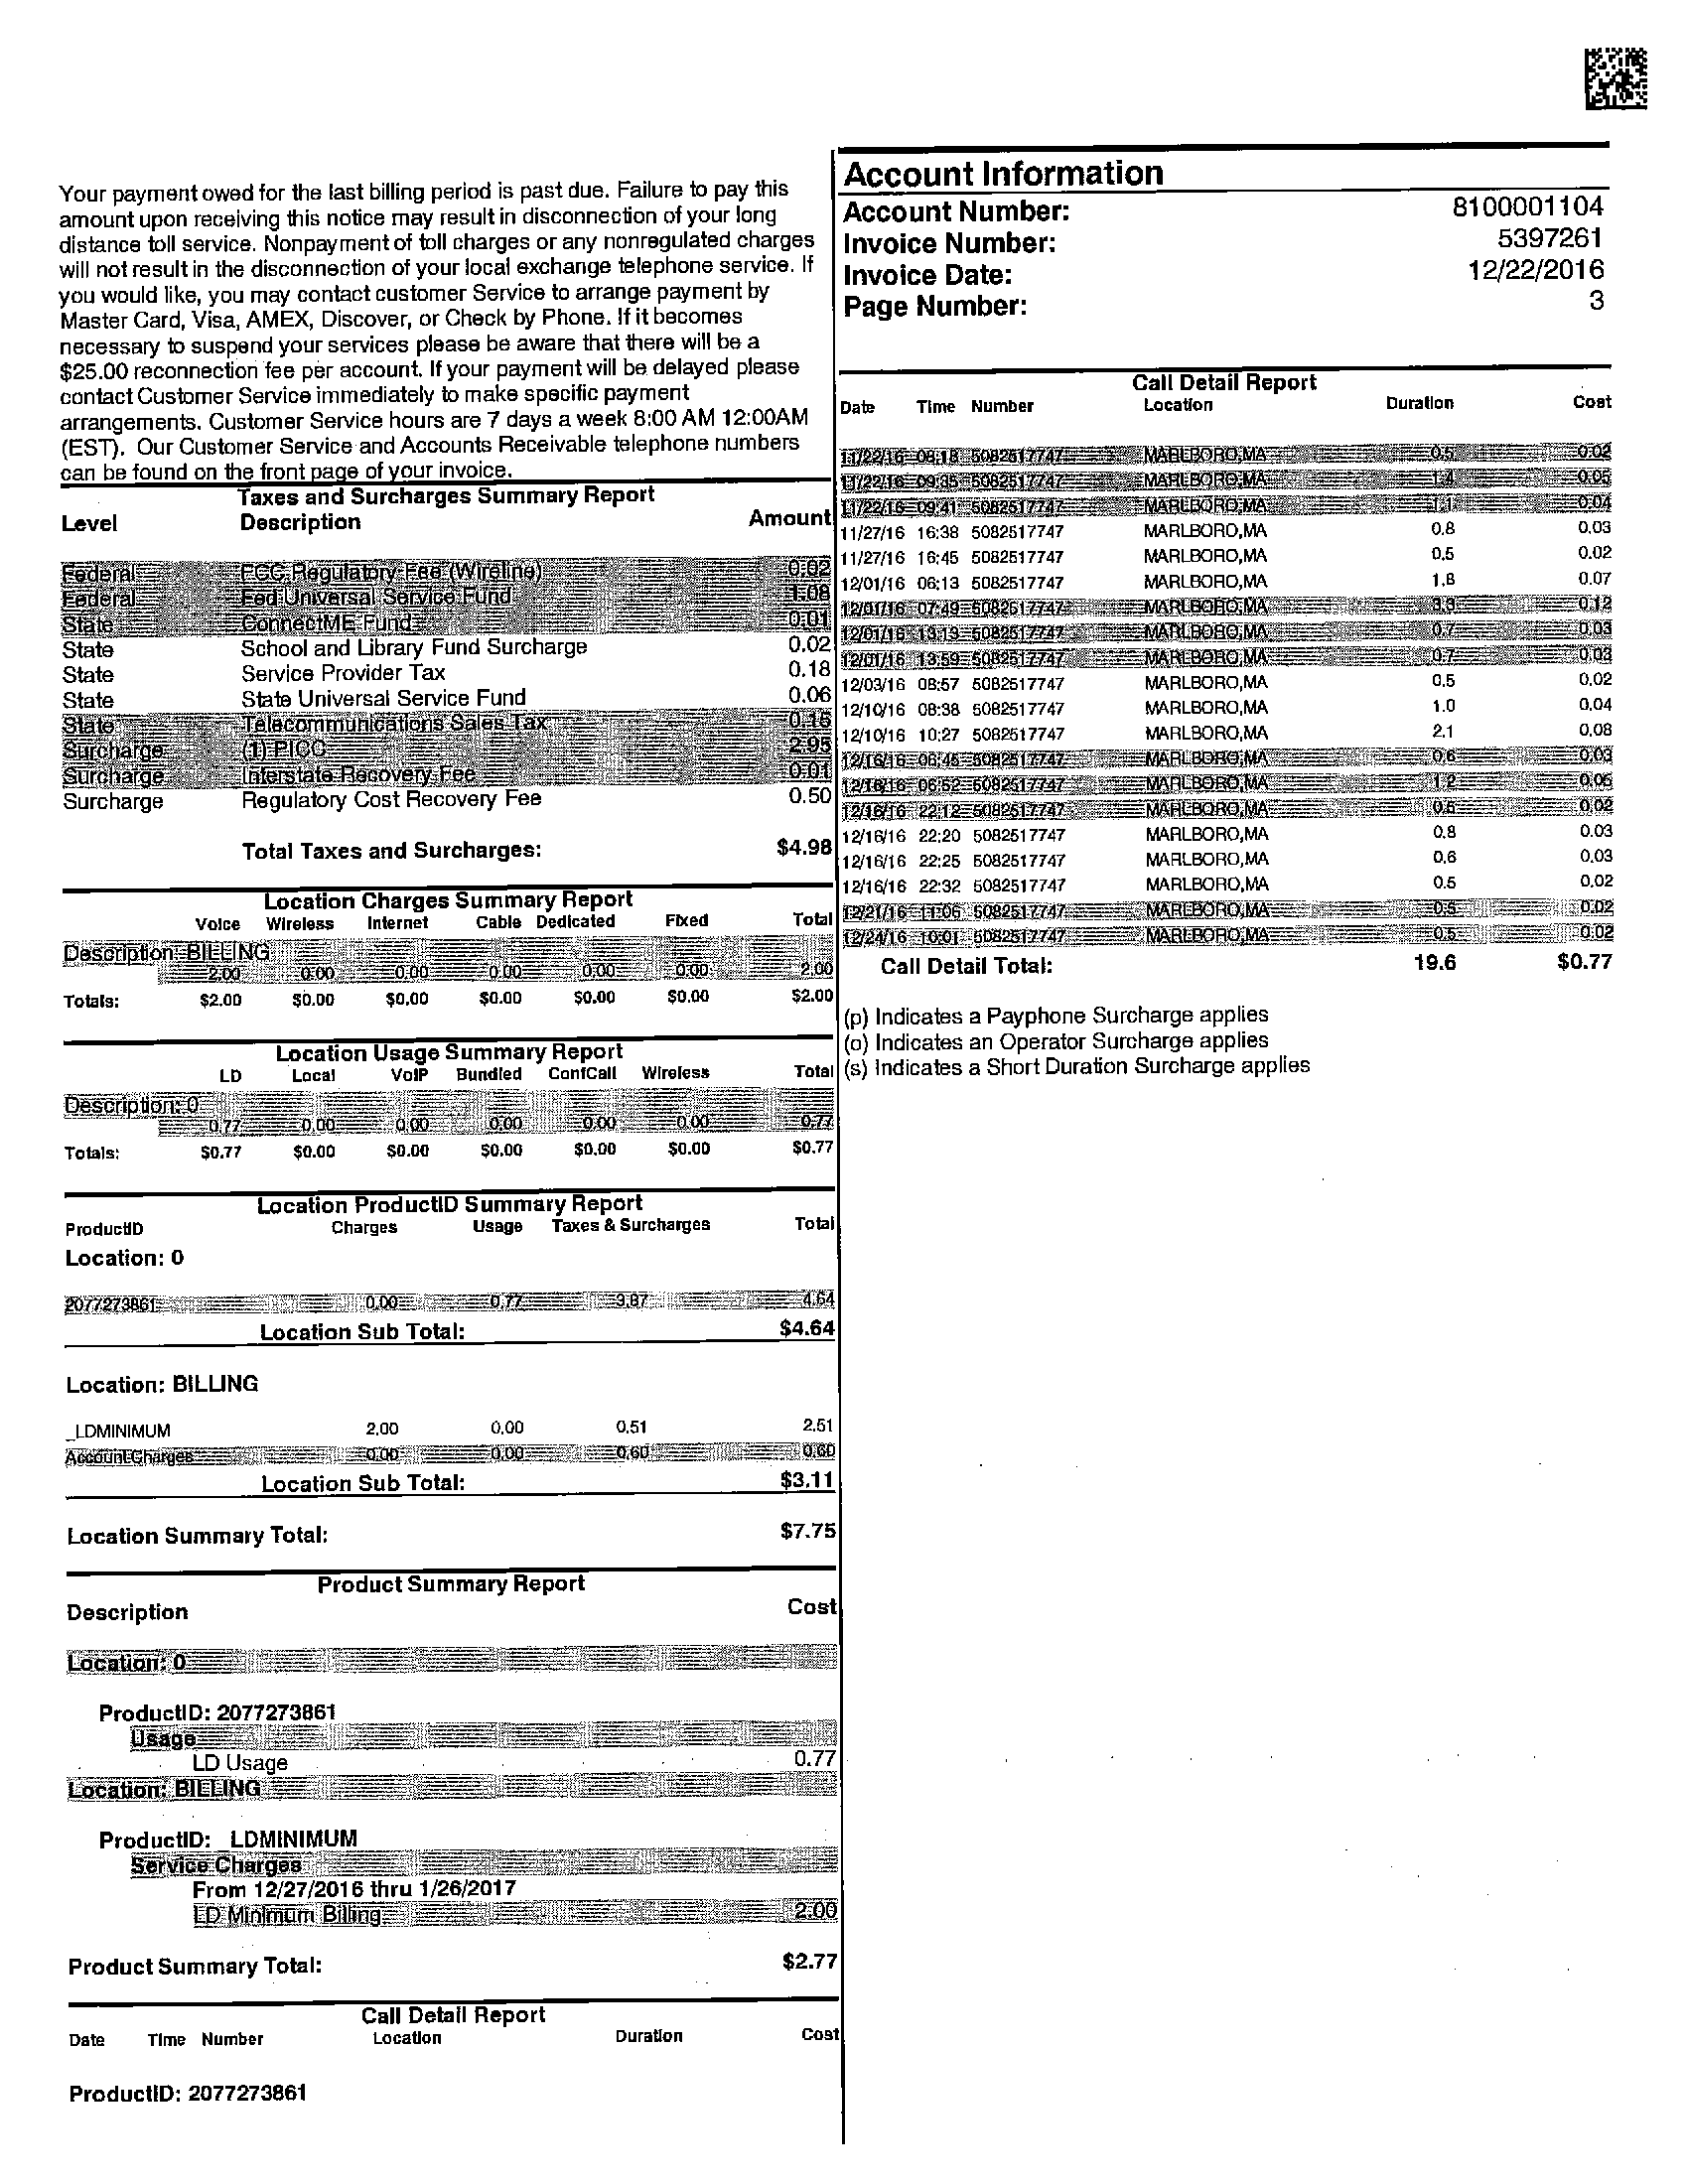 Your payment owed for the last billing period is past due. Failure to pay this
amount upon receiving this notice may result in disconnection of your long
distance toll service. Nonpayment of toll charges or any nonregulated charges
will not result in the disconnection of your local exchange telephone service. If
you would like, you may contact customer Service to arrange payment by
Master Card, Visa, AMEX, Discover, or Check by Phone. If it becomes
necessary to suspend your services please be aware that there will be a
$25.00 reconnection fee per account. If your payment will be delayed please
contact Customer Service immediately to make specific payment
arrangements. Customer Service hours are 7 days a week 8:00 AM 12:00AM
(EST). Our Customer Service and Accounts Receivable telephone numbers
can be found on the front page of your invoice.
Taxes and Surcharges Summary Report
Level Description Amount
Federal FCC Regulatory Fee (Wireline) 0.02
Federal Fed Universal Service Fund 1.08
State ConnectME Fund 0.01
State School and Library Fund Surcharge 0.02
State Service Provider Tax 0.18
State State Universal Service Fund 0.06
State Telecommunications Sales Tax
Surcharge (1) PICC 2.95
Surcharge Interstate Recovery Fee 0.01
Surcharge Regulatory Cost Recovery Fee 0.50
Total Taxes and Surcharges: $4.98
Location Charges Summary Report
Voice Wireless Internet Cable Dedicated Fixed Total
Description: BILLING
2.00 0.00 0.00 0.00 0.00 0.00 2.00
Totals: $2.00 $0.00 $0.00 $0.00 $0.00 $0.00 $2.00
Location Usage Summary Report
LD Local VoIP Bundled ConfCall Wireless Total
Description: 0
0.77 0.00 0.00 0.00 0.00 0.00 0.77
Totals: $0.77 $0.00 $0.00 $0.00 $0.00 $0.00 $0.77
Location ProductID Summary Report
ProductID Charges Usage Taxes & Surcharges Total
Location: 0
2077273861 0.00 0.77 3.87 4.64
Location Sub Total: $4.64
Location: BILLING
_LDMINIMUM 2.00 0.00 0.51 2.51
Account Charges 0.00 0.00 0.60 0.60
Location Sub Total: $3.11
Location Summary Total: $7.75
Product Summary Report
Description Cost
Location: 0
ProductID: 2077273861
Usage
LD Usage 0.77
Location: BILLING
ProductID: _LDMINIMUM
Service Charges
From 12/27/2016 thru 1/26/2017
LD Minimum Billing 2.00
Product Summary Total: $2.77
Call Detail Report
Date Time Number Location Duration Cost
ProductID: 2077273861
Account Information
Account Number: 8100001104
Invoice Number: 5397261
Invoice Date: 12/22/2016
Page Number: 3
Call Detail Report
Date Time Number Location Duration Cost
11/22/16 08:18 5082517747 MARLBORO,MA 0.5 0.02
11/22/16 09:35 5082517747 MARLBORO,MA 1.4 0.05
11/22/16 09:41 5082517747 MARLBORO,MA 1.1 0.04
11/27/16 16:38 5082517747 MARLBORO,MA 0.8 0.03
11/27/16 16:45 5082517747 MARLBORO,MA 0.5 0.02
12/01/16 06:13 5082517747 MARLBORO,MA 1.8 0.07
12/01/16 07:49 5082517747 MARLBORO,MA 3.3 0.12
12/01/16 13:13 5082517747 MARLBORO,MA 0.7 0.03
12/01/16 13:59 5082517747 MARLBORO,MA 0.7 0.03
12/03/16 08:57 5082517747 MARLBORO,MA 0.5 0.02
12/10/16 08:38 5082517747 MARLBORO,MA 1.0 0.04
12/10/16 10:27 5082517747 MARLBORO,MA 2.1 0.08
12/16/16 06:45 5082517747 MARLBORO,MA 0.6 0.03
12/16/16 06:52 5082517747 MARLBORO,MA 1.2
12/16/16 22:12 5082517747 MARLBORO,MA 0.02
12/16/16 22:20 5082517747 MARLBORO,MA 0.8 0.03
12/16/16 22:25 5082517747 MARLBORO,MA 0.6 0.03
12/16/16 22:32 5082517747 MARLBORO,MA 0.5 0.02
12/21/16 11:06 5082517747 MARLBORO,MA 0.5 0.02
12/24/16 10:01 5082517747 MARLBORO,MA 0.5 0.02
Call Detail Total: 19.6 $0.77
(p) Indicates a Payphone Surcharge applies
(o) Indicates an Operator Surcharge applies
(s) Indicates a Short Duration Surcharge applies